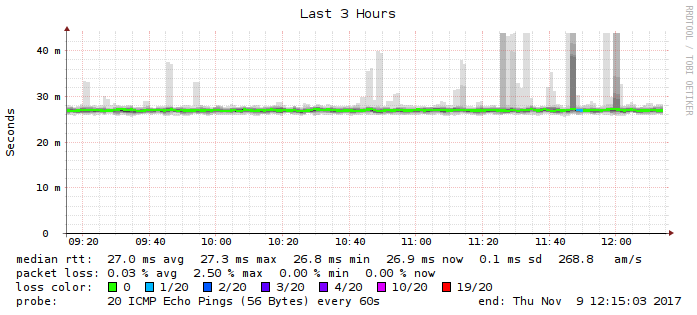 Last 3 Hours
RRDTOOL / TOBI OETIKER
Seconds
40 m
30 m
20 m
10 m
0
09:20 09:40 10:00 10:20 10:40 11:00 11:20 11:40 12:00
median rtt: 27.0 ms avg 27.3 ms max 26.8 ms min 26.9 ms now 0.1 ms sd 268.8 am/s
packet loss: 0.03 % avg 2.50 % max 0.00 % min 0.00 % now
loss color: 0 1/20 2/20 3/20 4/20 10/20 19/20
probe: 20 ICMP Echo Pings (56 Bytes) every 60s end: Thu Nov 9 12:15:03 2017